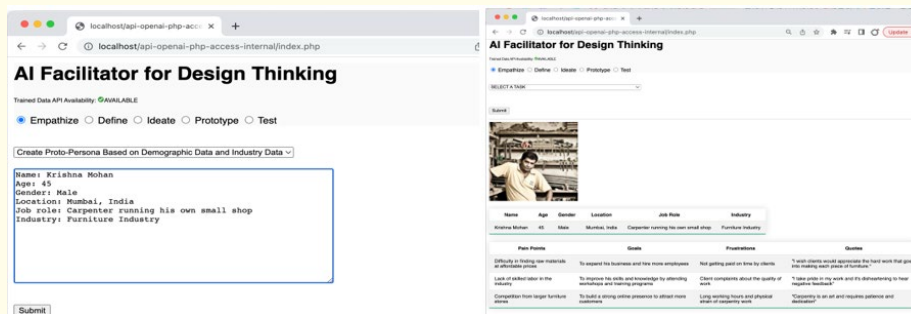 localhost/api-openai-php-acce
localhost/api-openai-php-access-internal/index.php
AI Facilitator for Design Thinking
Trained Data API Availability: AVAILABLE
Empathize Define Ideate Prototype Test
Create Proto-Persona Based on Demographic Data and Industry Data
Name: Krishna Mohan
Age: 45
Gender: Male
Location: Mumbai, India
Job role: Carpenter running his own small shop
Industry: Furniture Industry
Submit
localhost/api-openai-php-acce
localhost/api-openai-php-access-internal/index.php
Update
AI Facilitator for Design Thinking
Trained Data API Availability: AVAILABLE
Empathize Define Ideate Prototype Test
SELECT A TASK
Submit
Name Age Gender Location Job Role Industry
Krishna Mohan 45 Male Mumbai, India Carpenter running his own small shop Furniture Industry
Pain Points Goals Frustrations Quotes
Difficulty in finding raw materials at affordable prices
To expand his business and hire more employees
Not getting paid on time by clients
"I wish clients would appreciate the hard work that goes
into making each piece of furniture."
Lack of skilled labor in the industry
To improve his skills and knowledge by attending workshops and training programs
Client complaints about the quality of work
"I take pride in my work and it's disheartening to hear negative feedback"
Competition from larger furniture stores
To build a strong online presence to attract more customers
Long working hours and physical strain of carpentry work
"Carpentry is an art and requires patience and dedication"